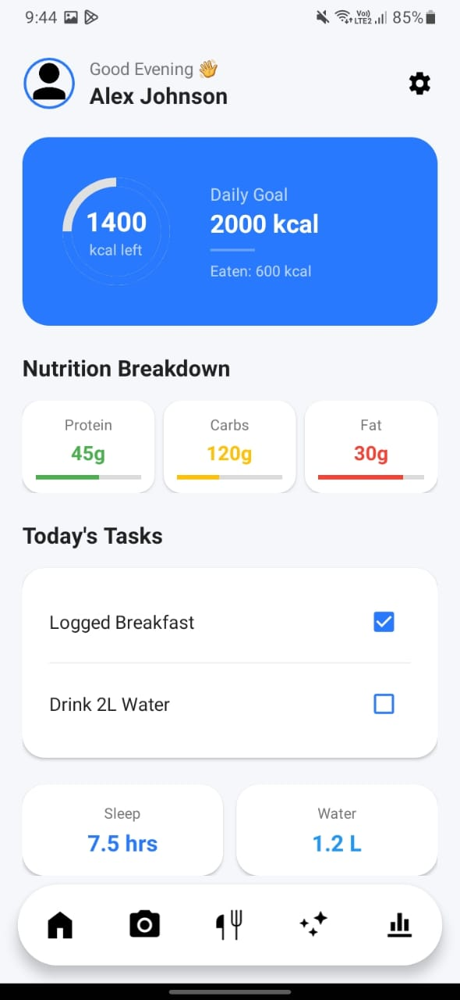 9:44 Vo) LTE2 85%
Good Evening 👋
Alex Johnson
1400
kcal left
Daily Goal
2000 kcal
Eaten: 600 kcal
Nutrition Breakdown
Protein Carbs Fat
45g 120g 30g
Today's Tasks
Logged Breakfast
Drink 2L Water
Sleep Water
7.5 hrs 1.2 L